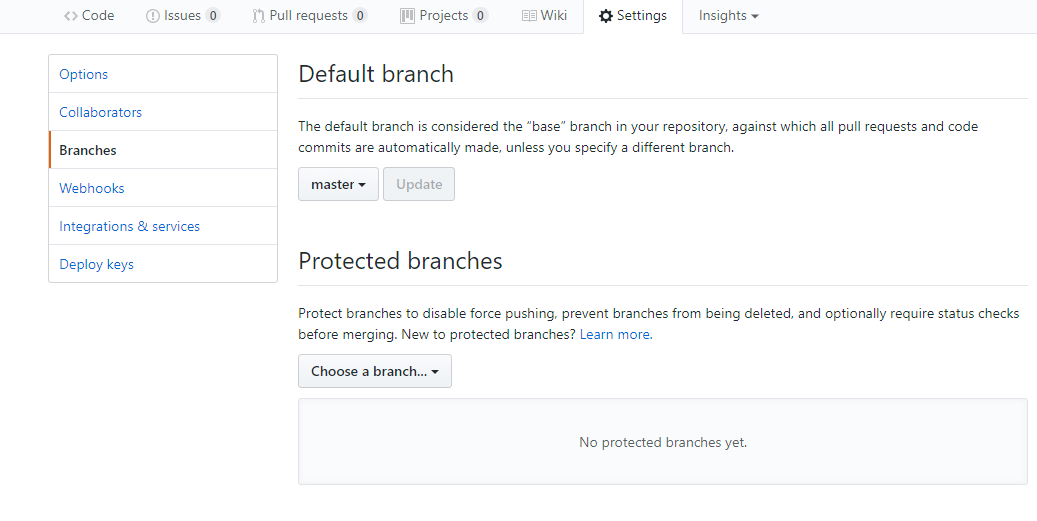 Code Issues 0 Pull requests 0 Projects 0 Wiki Settings Insights
Options
Collaborators
Branches
Webhooks
Integrations & services
Deploy keys
Default branch
The default branch is considered the “base” branch in your repository, against which all pull requests and code
commits are automatically made, unless you specify a different branch.
master Update
Protected branches
Protect branches to disable force pushing, prevent branches from being deleted, and optionally require status checks
before merging. New to protected branches? Learn more.
Choose a branch...
No protected branches yet.